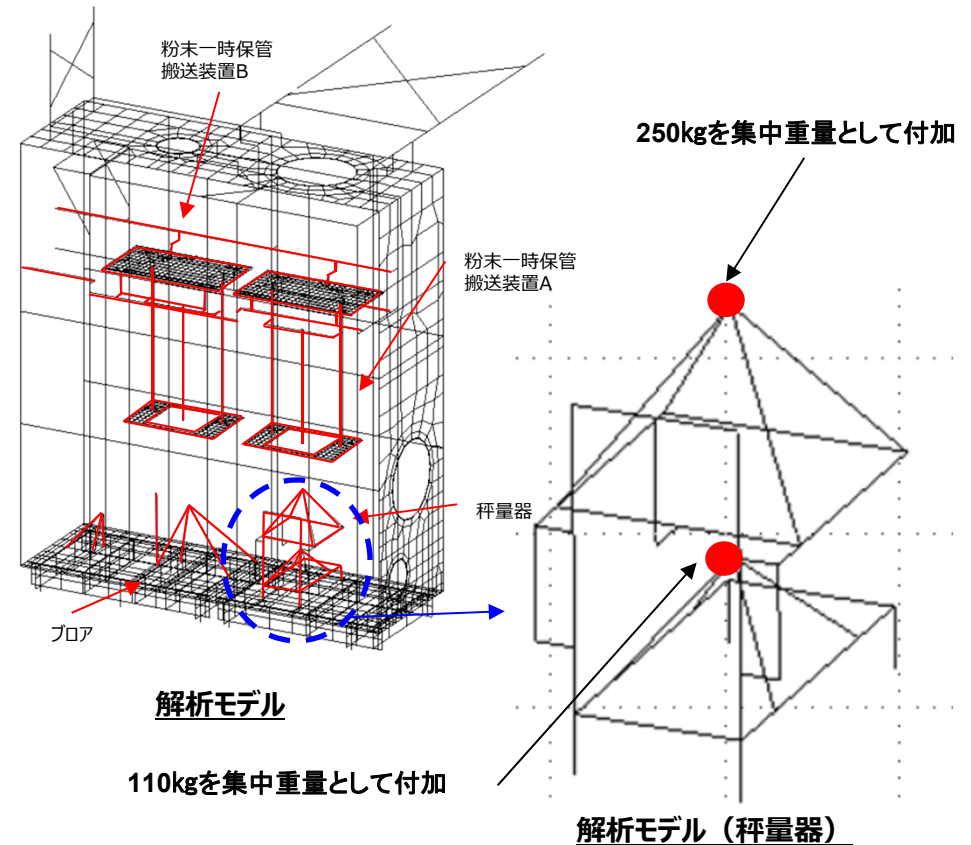 粉末一時保管
搬送装置B
250kgを集中重量として付加
粉末一時保管
搬送装置A
秤量器
ブロア
解析モデル
110kgを集中重量として付加
解析モデル（秤量器）